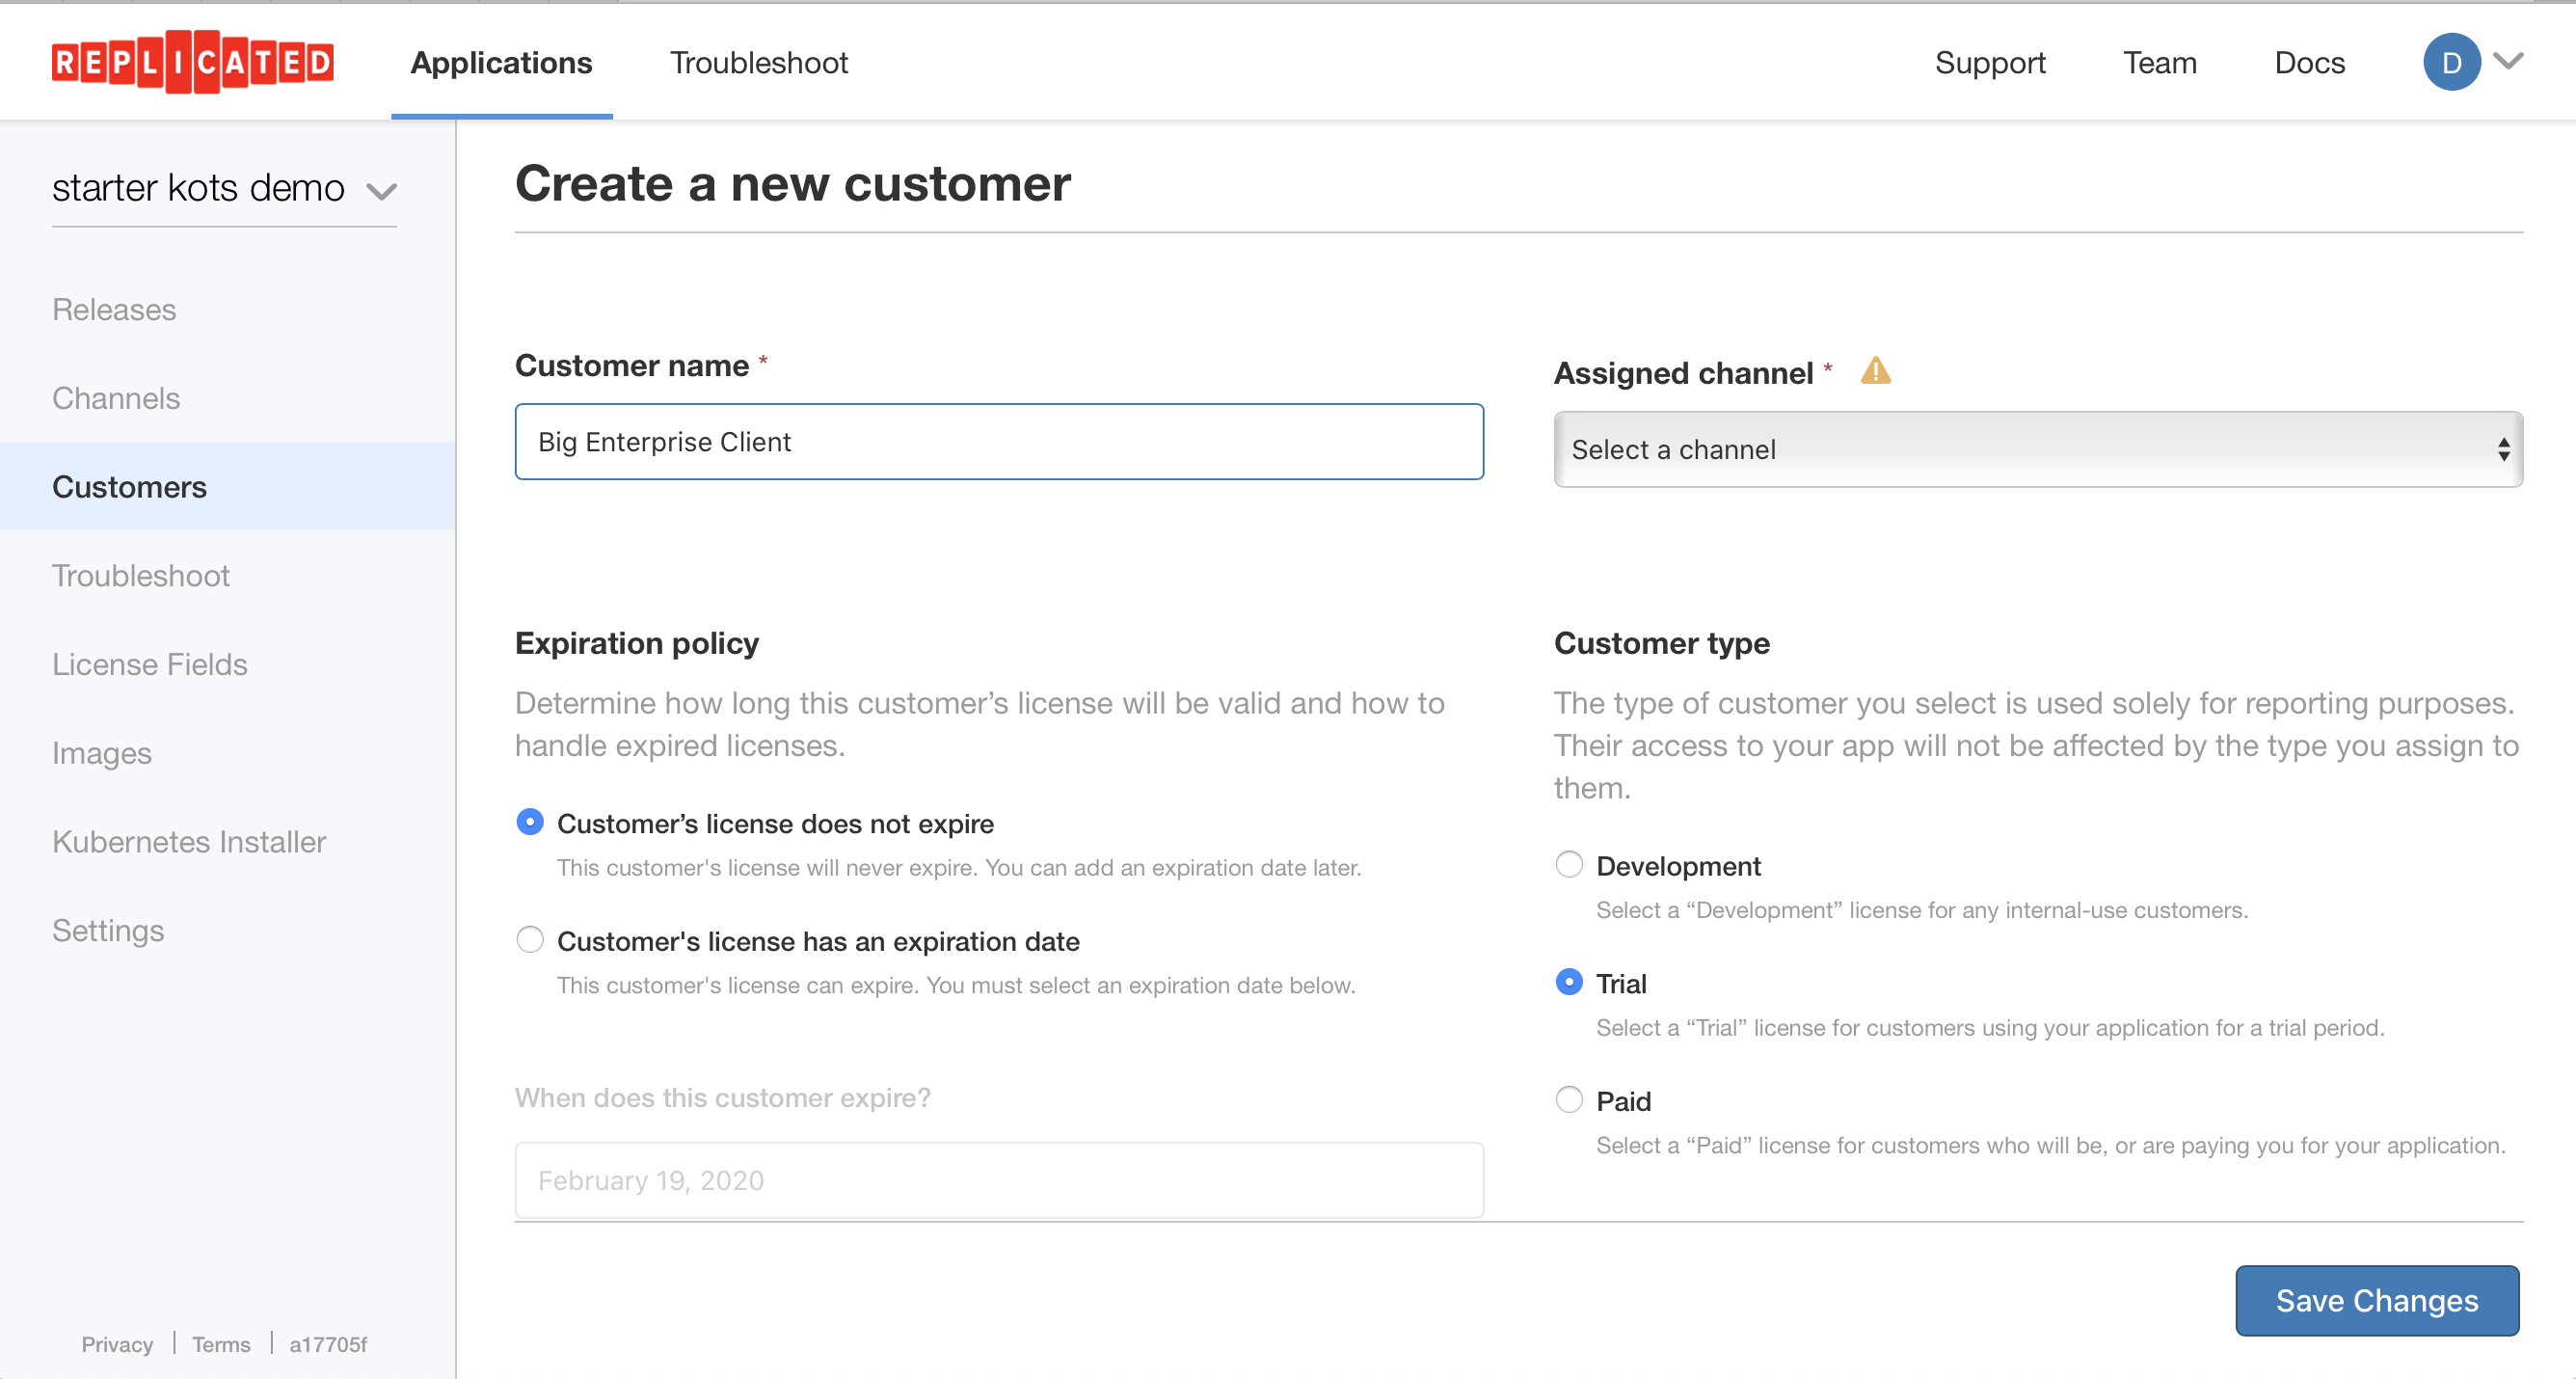 REPLICATED
Applications
Troubleshoot
Support
Team
Docs
D
starter kots demo
Releases
Channels
Customers
Troubleshoot
License Fields
Images
Kubernetes Installer
Settings
Privacy | Terms | a17705f
Create a new customer
Customer name *
Big Enterprise Client
Assigned channel *
Select a channel
Expiration policy
Determine how long this customer’s license will be valid and how to
handle expired licenses.
Customer’s license does not expire
This customer's license will never expire. You can add an expiration date later.
Customer's license has an expiration date
This customer's license can expire. You must select an expiration date below.
When does this customer expire?
February 19, 2020
Customer type
The type of customer you select is used solely for reporting purposes.
Their access to your app will not be affected by the type you assign to
them.
Development
Select a “Development” license for any internal-use customers.
Trial
Select a “Trial” license for customers using your application for a trial period.
Paid
Select a “Paid” license for customers who will be, or are paying you for your application.
Save Changes